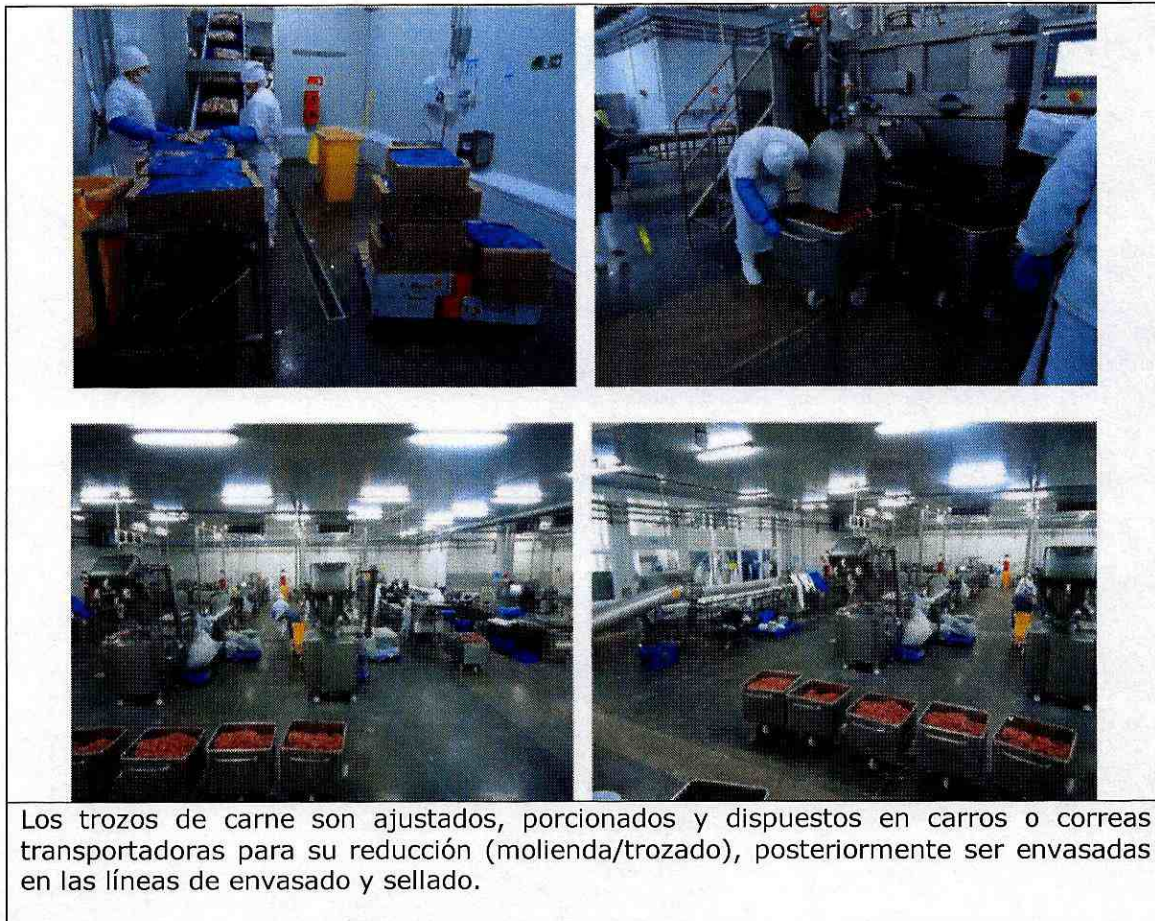 Los trozos de carne son ajustados, porcionados y dispuestos en carros o correas
transportadoras para su reducción (molienda/trozado), posteriormente ser envasadas
en las líneas de envasado y sellado.